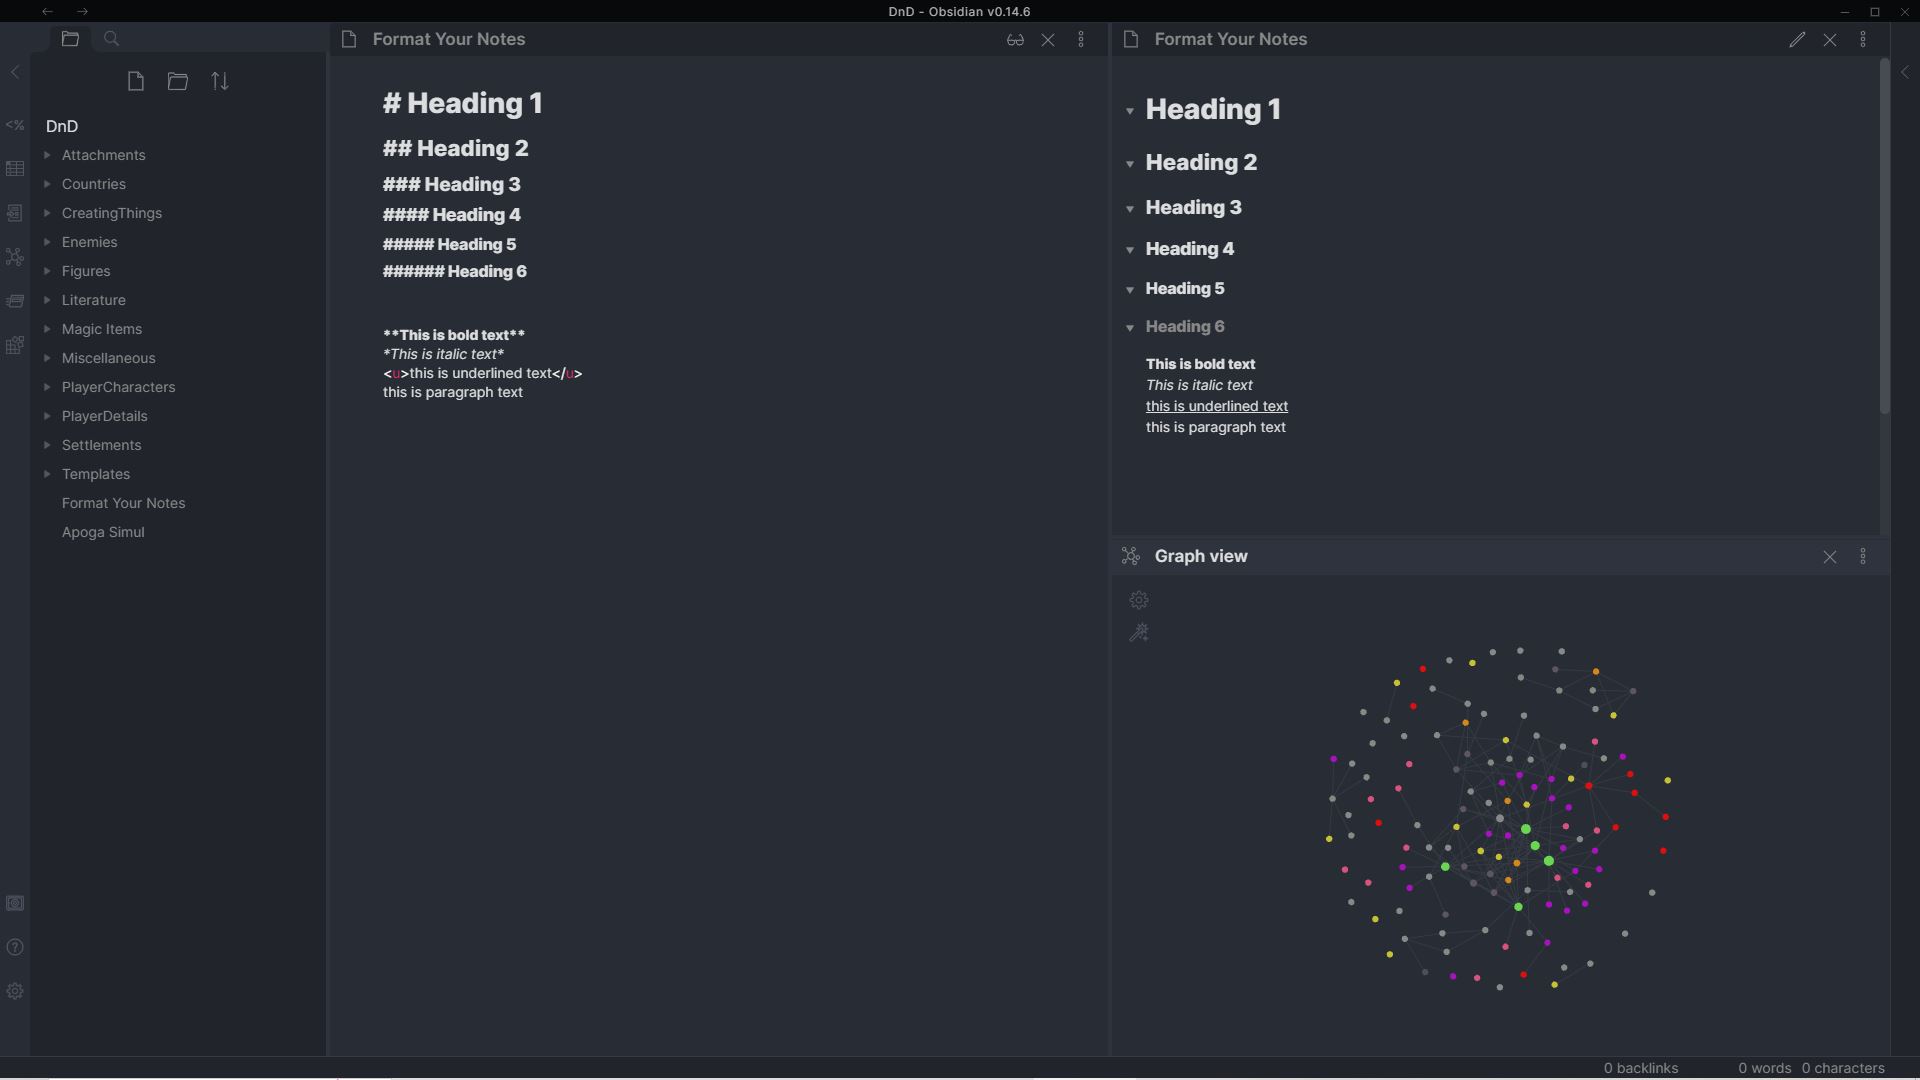 DnD - Obsidian v0.14.6
DnD
Attachments
Countries
CreatingThings
Enemies
Figures
Literature
Magic Items
Miscellaneous
PlayerCharacters
PlayerDetails
Settlements
Templates
Format Your Notes
Apoga Simul
Format Your Notes
# Heading 1
## Heading 2
### Heading 3
#### Heading 4
##### Heading 5
###### Heading 6
**This is bold text**
*This is italic text*
<u>this is underlined text</u>
this is paragraph text
Format Your Notes
Heading 1
Heading 2
Heading 3
Heading 4
Heading 5
Heading 6
This is bold text
This is italic text
this is underlined text
this is paragraph text
Graph view
0 backlinks 0 words 0 characters